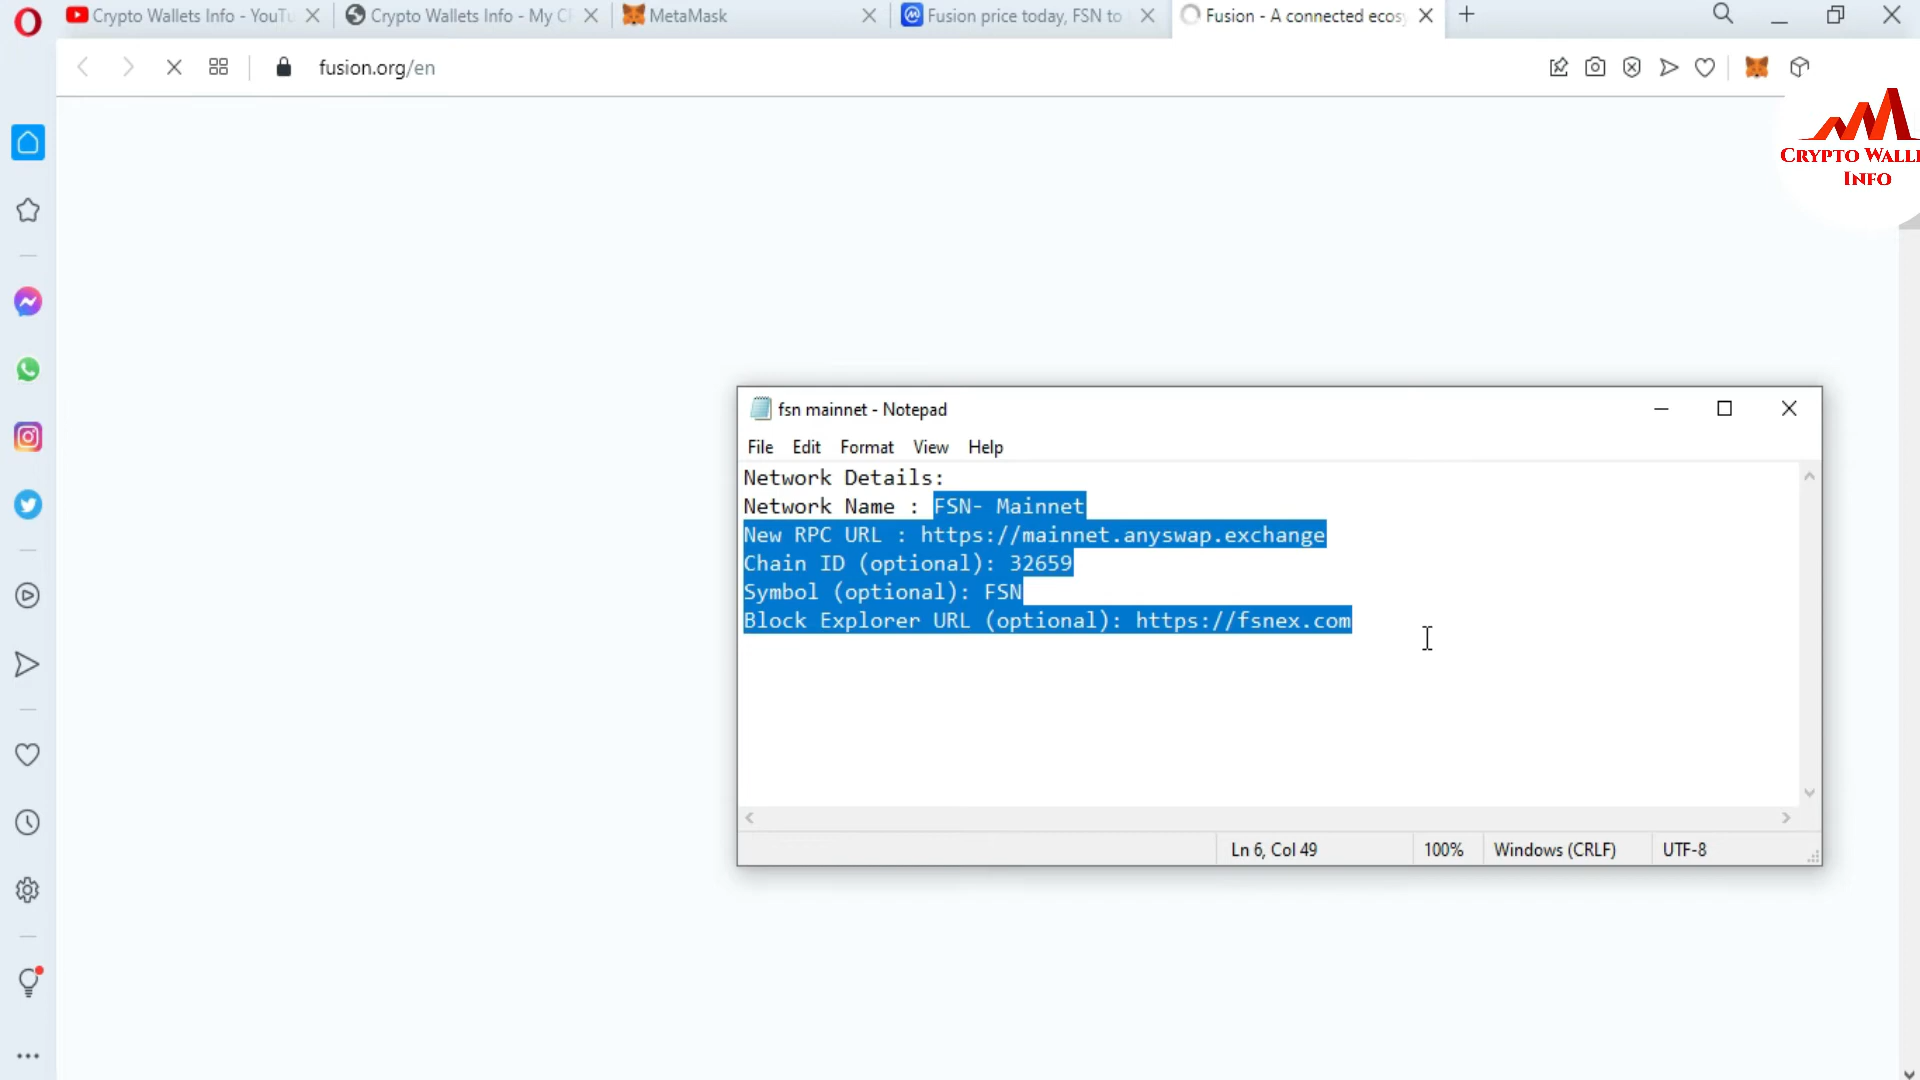 Crypto Wallets Info - YouTu
Crypto Wallets Info - My C
MetaMask
Fusion price today, FSN to
Fusion - A connected ecos
fusion.org/en
CRYPTO WALLE
INFO
fsn mainnet - Notepad
File Edit Format View Help
Network Details:
Network Name : FSN- Mainnet
New RPC URL : https://mainnet.anyswap.exchange
Chain ID (optional): 32659
Symbol (optional): FSN
Block Explorer URL (optional): https://fsnex.com
Ln 6, Col 49
100%
Windows (CRLF)
UTF-8